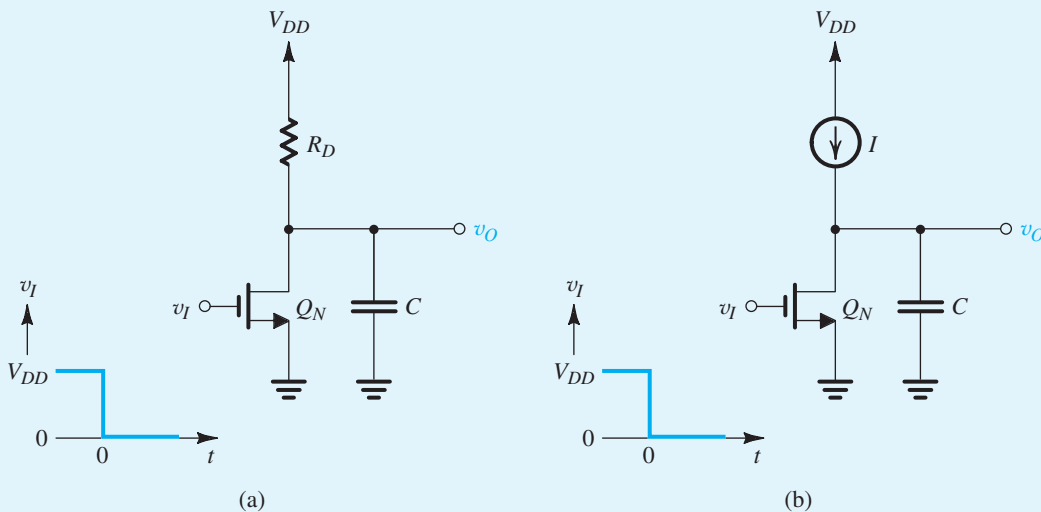 V_DD V_DD
R_D I
v_O v_O
v_I v_I Q_N C v_I v_I Q_N C
V_DD V_DD
0 0
0 t 0 t
(a) (b)